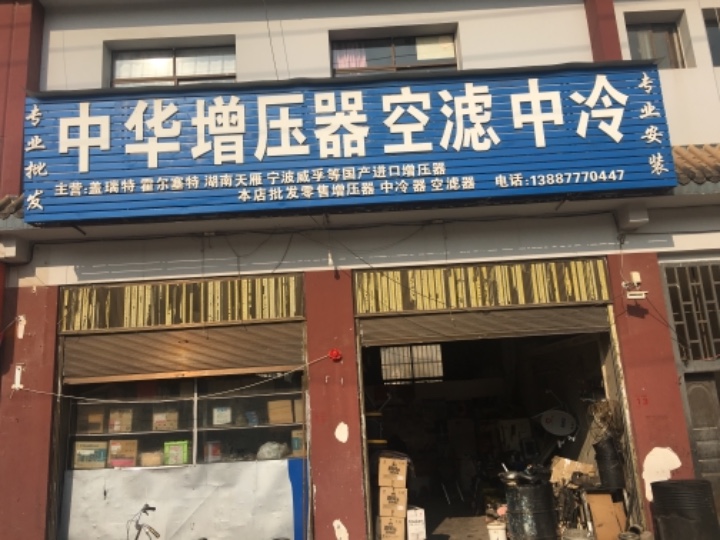 专业批发
中华增压器空滤中冷
专业安装
主营:盖瑞特 霍尔塞特 湖南天雁 宁波威孚等国产进口增压器
本店批发零售增压器 中冷器 空滤器 电话:13887770447